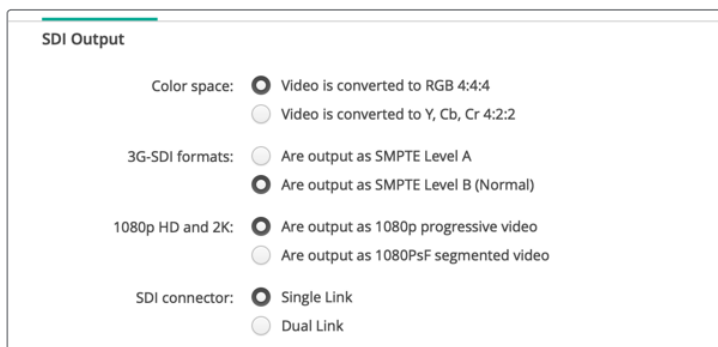 SDI Output
Color space: Video is converted to RGB 4:4:4
Video is converted to Y, Cb, Cr 4:2:2
3G-SDI formats: Are output as SMPTE Level A
Are output as SMPTE Level B (Normal)
1080p HD and 2K: Are output as 1080p progressive video
Are output as 1080PsF segmented video
SDI connector: Single Link
Dual Link